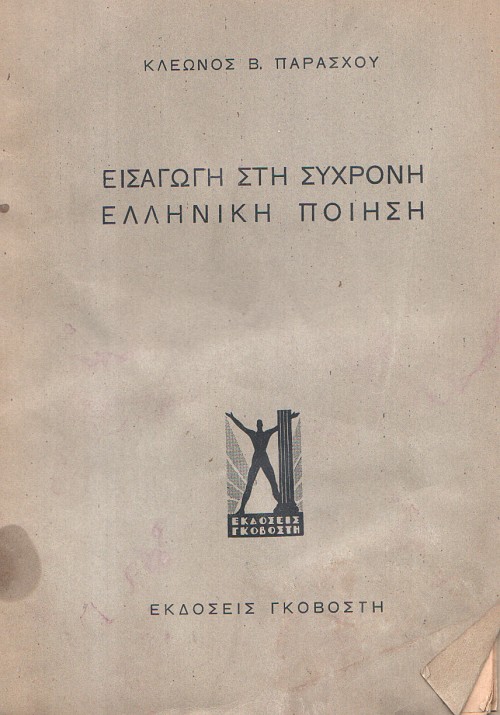 ΚΛΕΩΝΟΣ Β. ΠΑΡΑΣΧΟΥ
ΕΙΣΑΓΩΓΗ ΣΤΗ ΣΥΧΡΟΝΗ
ΕΛΛΗΝΙΚΗ ΠΟΙΗΣΗ
ΕΚΔΟΣΕΙΣ
ΓΚΟΒΟΣΤΗ
ΕΚΔΟΣΕΙΣ ΓΚΟΒΟΣΤΗ